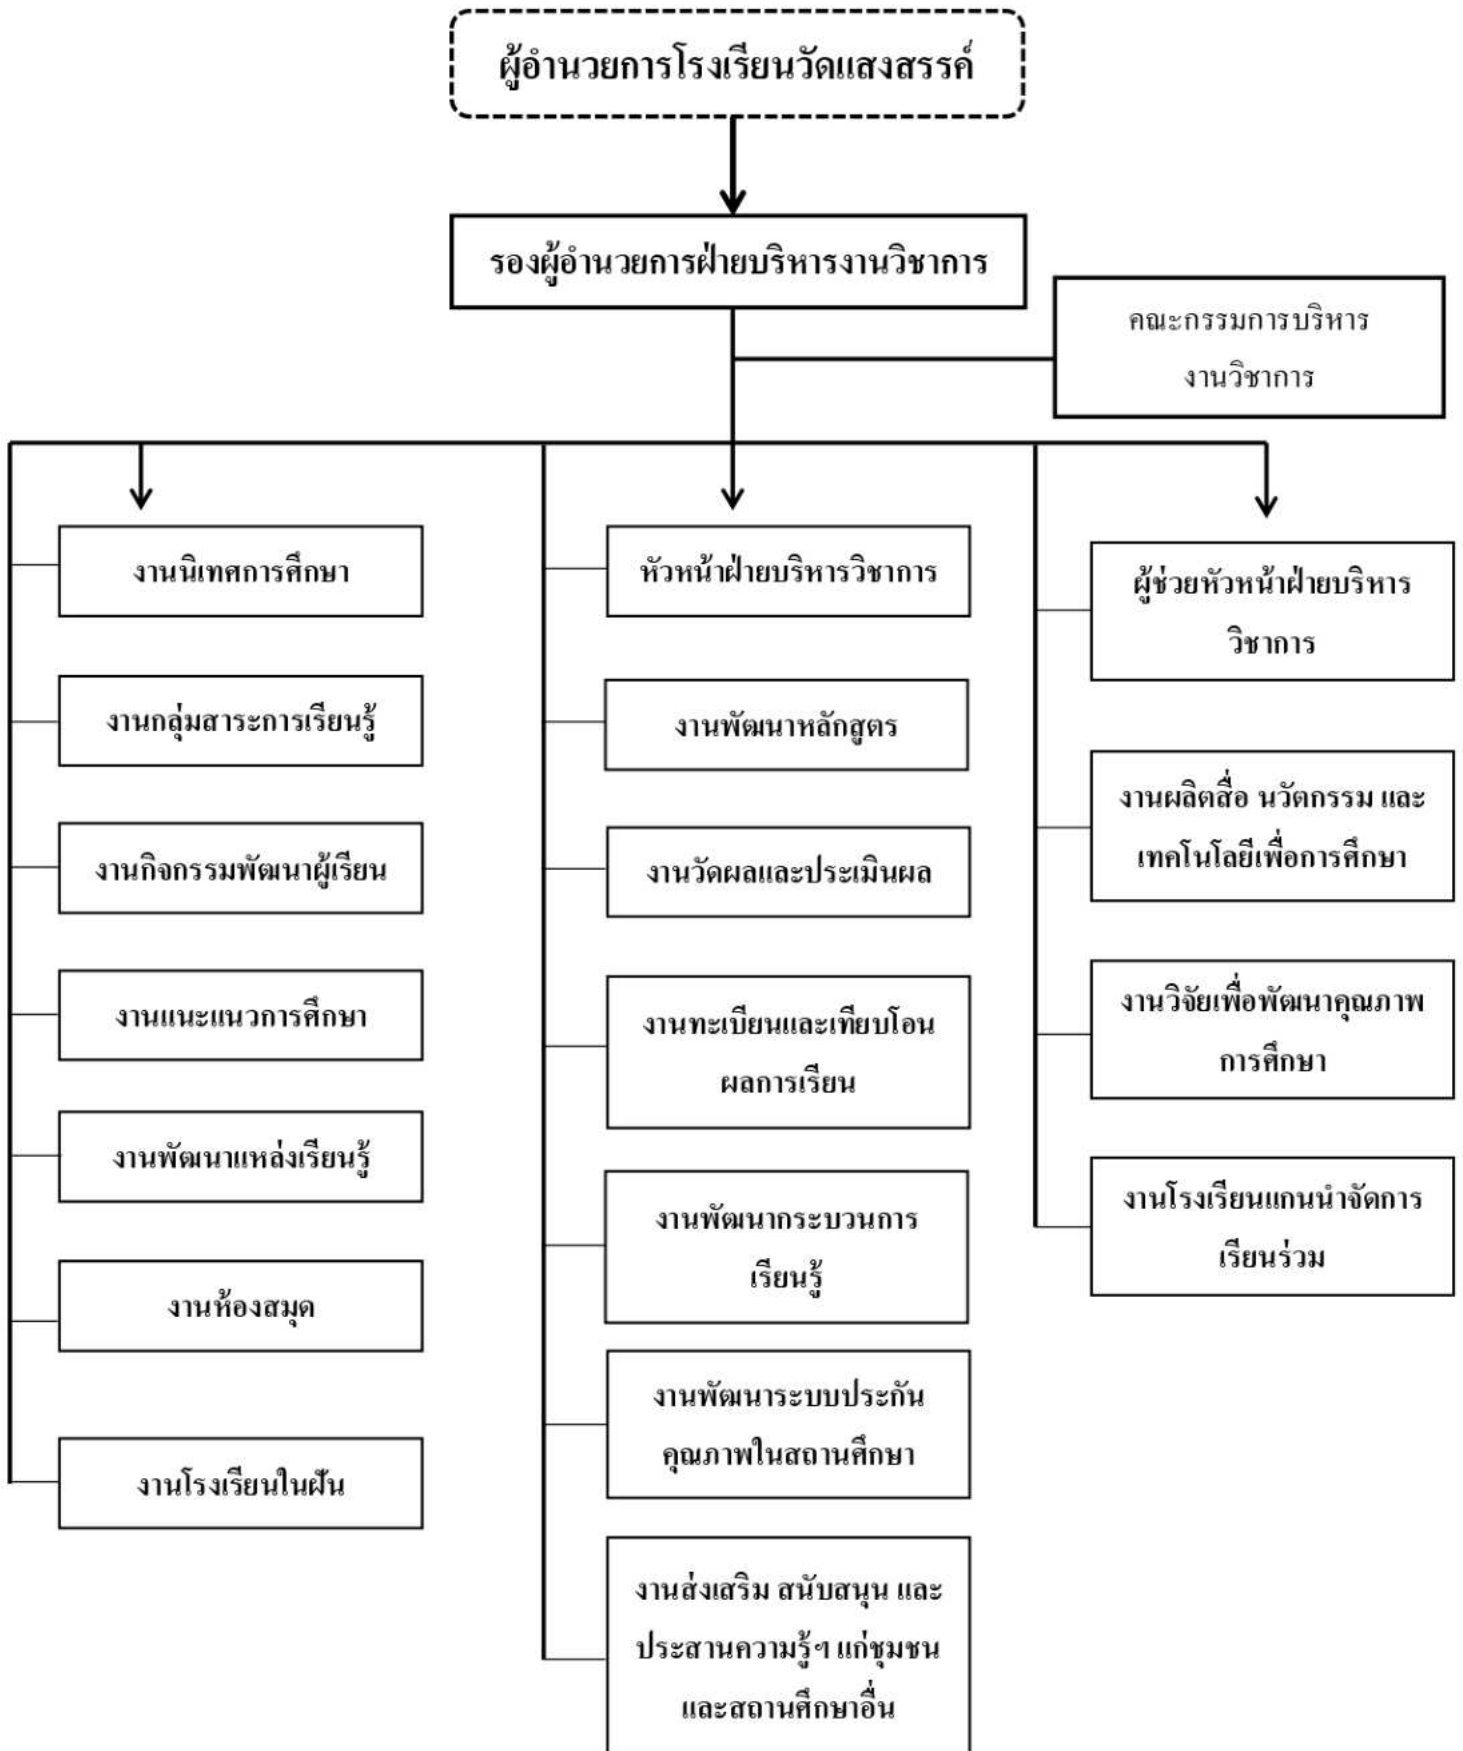 ผู้อำนวยการโรงเรียนวัดแสงสรรค์
รองผู้อำนวยการฝ่ายบริหารงานวิชาการ
คณะกรรมการบริหาร
งานวิชาการ
งานนิเทศการศึกษา
งานกลุ่มสาระการเรียนรู้
งานกิจกรรมพัฒนาผู้เรียน
งานแนะแนวการศึกษา
งานพัฒนาแหล่งเรียนรู้
งานห้องสมุด
งานโรงเรียนในฝัน
หัวหน้าฝ่ายบริหารวิชาการ
งานพัฒนาหลักสูตร
งานวัดผลและประเมินผล
งานทะเบียนและเทียบโอน
ผลการเรียน
งานพัฒนากระบวนการ
เรียนรู้
งานพัฒนาระบบประกัน
คุณภาพในสถานศึกษา
งานส่งเสริม สนับสนุน และ
ประสานความรู้ฯ แก่ชุมชน
และสถานศึกษาอื่น
ผู้ช่วยหัวหน้าฝ่ายบริหาร
วิชาการ
งานผลิตสื่อ นวัตกรรม และ
เทคโนโลยีเพื่อการศึกษา
งานวิจัยเพื่อพัฒนาคุณภาพ
การศึกษา
งานโรงเรียนแกนนำจัดการ
เรียนร่วม